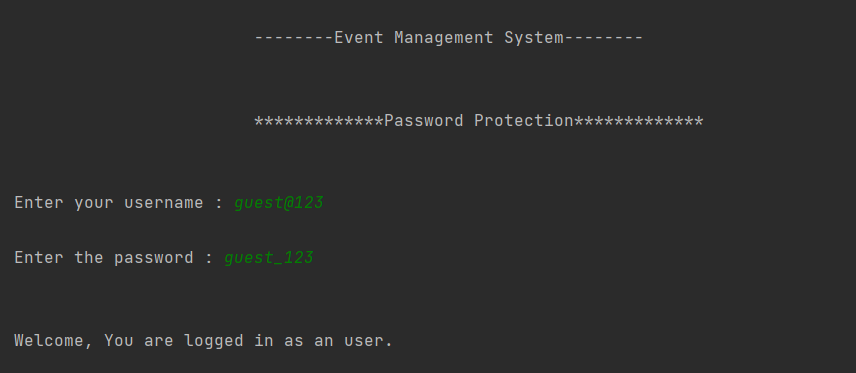 --------Event Management System--------
*************Password Protection*************
Enter your username : guest@123
Enter the password : guest_123
Welcome, You are logged in as an user.